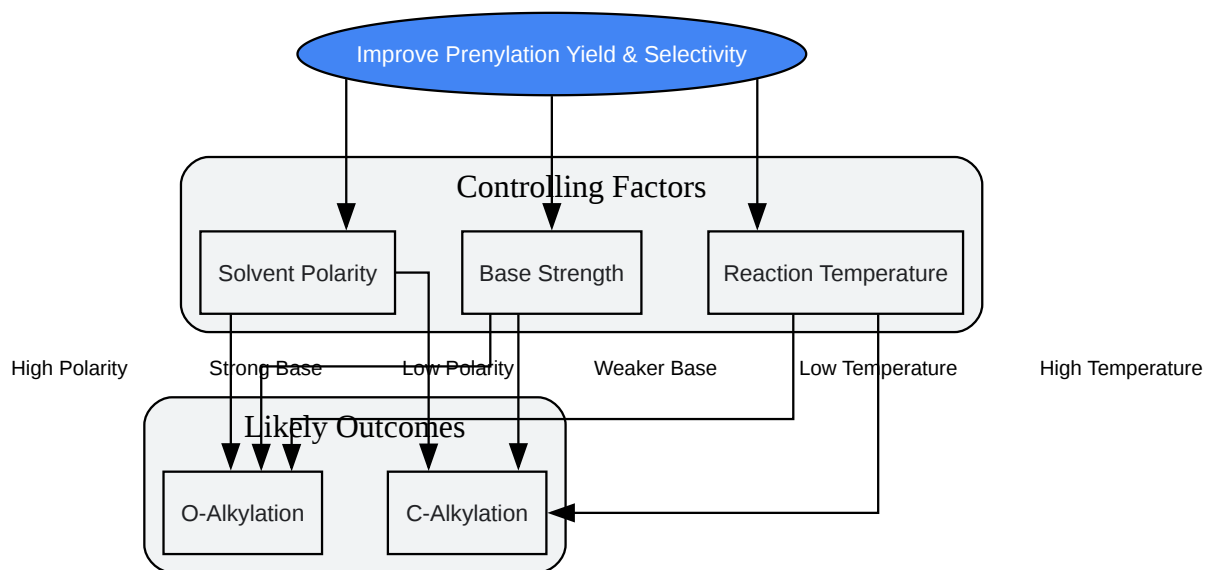 Improve Prenylation Yield & Selectivity
Controlling Factors
Solvent Polarity
Base Strength
Reaction Temperature
High Polarity
Strong Base
Low Polarity
Weaker Base
Low Temperature
High Temperature
Likely Outcomes
O-Alkylation
C-Alkylation